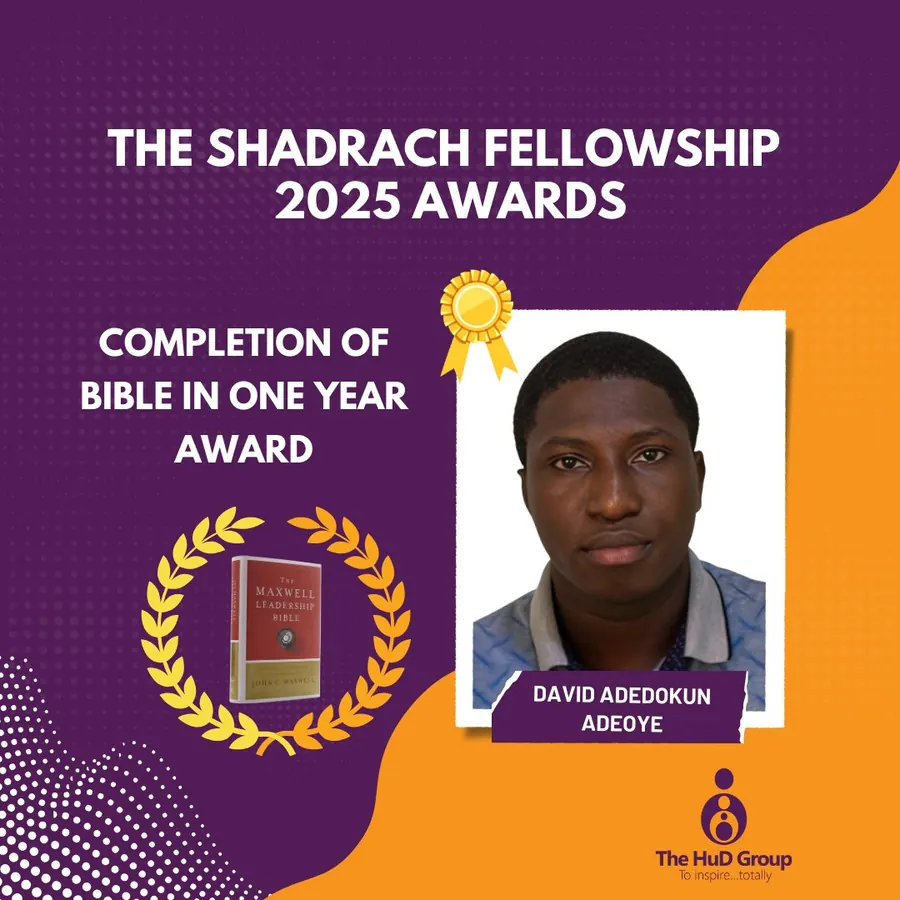 THE SHADRACH FELLOWSHIP
2025 AWARDS
COMPLETION OF
BIBLE IN ONE YEAR
AWARD
THE
MAXWELL
LEADERSHIP
BIBLE
JOHN C. MAXWELL
DAVID ADEDOKUN
ADEOYE
The HuD Group
To inspire...totally